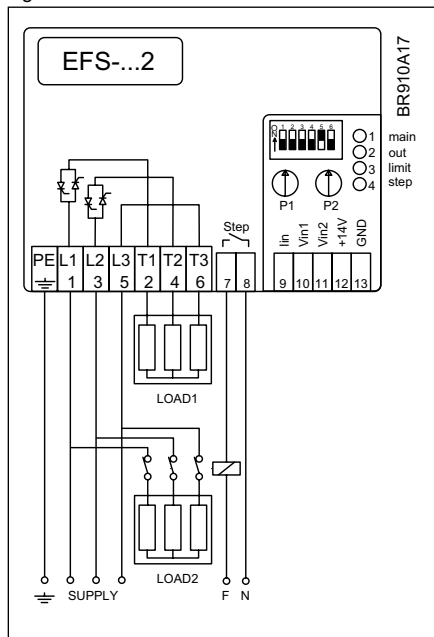 EFS-...2
BR910A17
ON
1 2 3 4 5 6
1 main
2 out
3 limit
4 step
P1 P2
Step
Iin Vin1 Vin2 +14V GND
PE L1 L2 L3 T1 T2 T3
1 3 5 2 4 6 7 8 9 10 11 12 13
LOAD1
LOAD2
SUPPLY F N